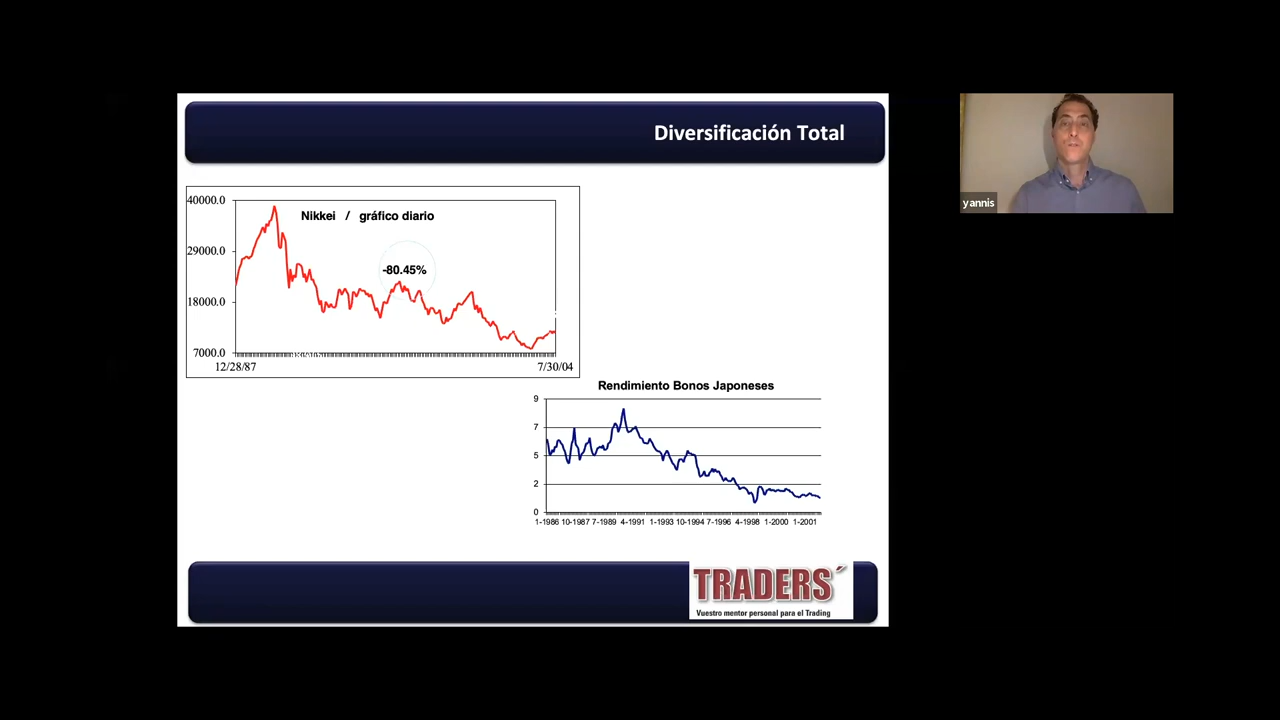 Diversificación Total
yannis
40000.0
29000.0
18000.0
7000.0
Nikkei / gráfico diario
-80.45%
12/28/87 7/30/04
Rendimiento Bonos Japoneses
9
7
5
2
0
1-1986 10-1987 7-1989 4-1991 1-1993 10-1994 7-1996 4-1998 1-2000 1-2001
TRADERS´
Vuestro mentor personal para el Trading